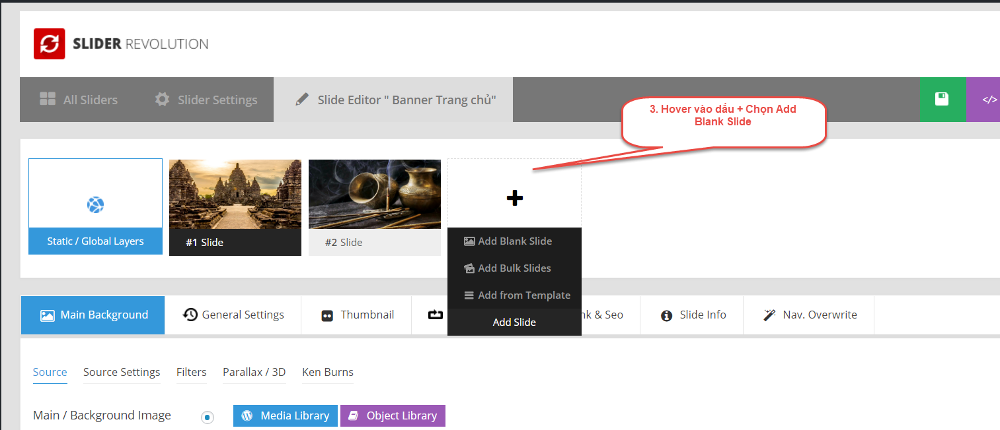 SLIDER REVOLUTION
All Sliders
Slider Settings
Slide Editor " Banner Trang chủ"
</>
3. Hover vào dấu + Chọn Add
Blank Slide
Static / Global Layers
#1 Slide
#2 Slide
Add Blank Slide
Add Bulk Slides
Add from Template
Add Slide
Main Background
General Settings
Thumbnail
nk & Seo
Slide Info
Nav. Overwrite
Source
Source Settings
Filters
Parallax / 3D
Ken Burns
Main / Background Image
Media Library
Object Library